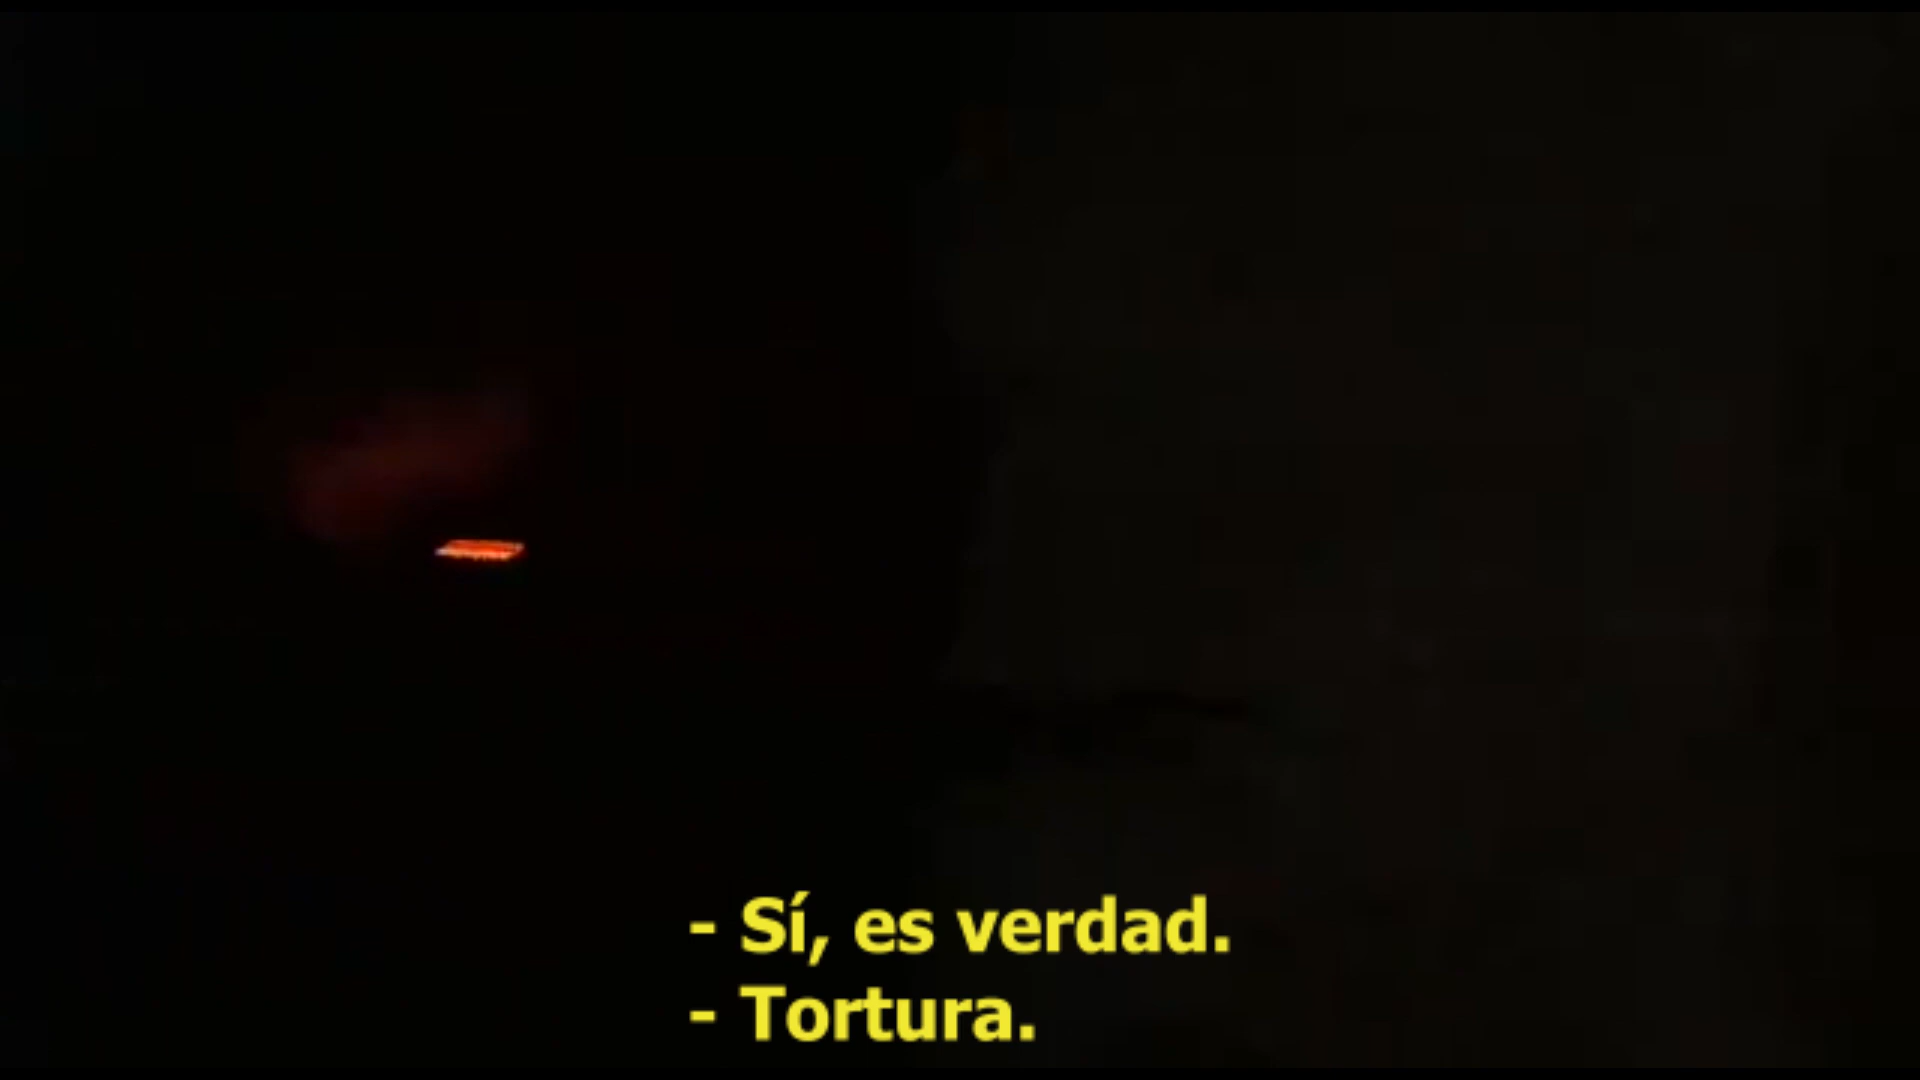 - Sí, es verdad.
- Tortura.